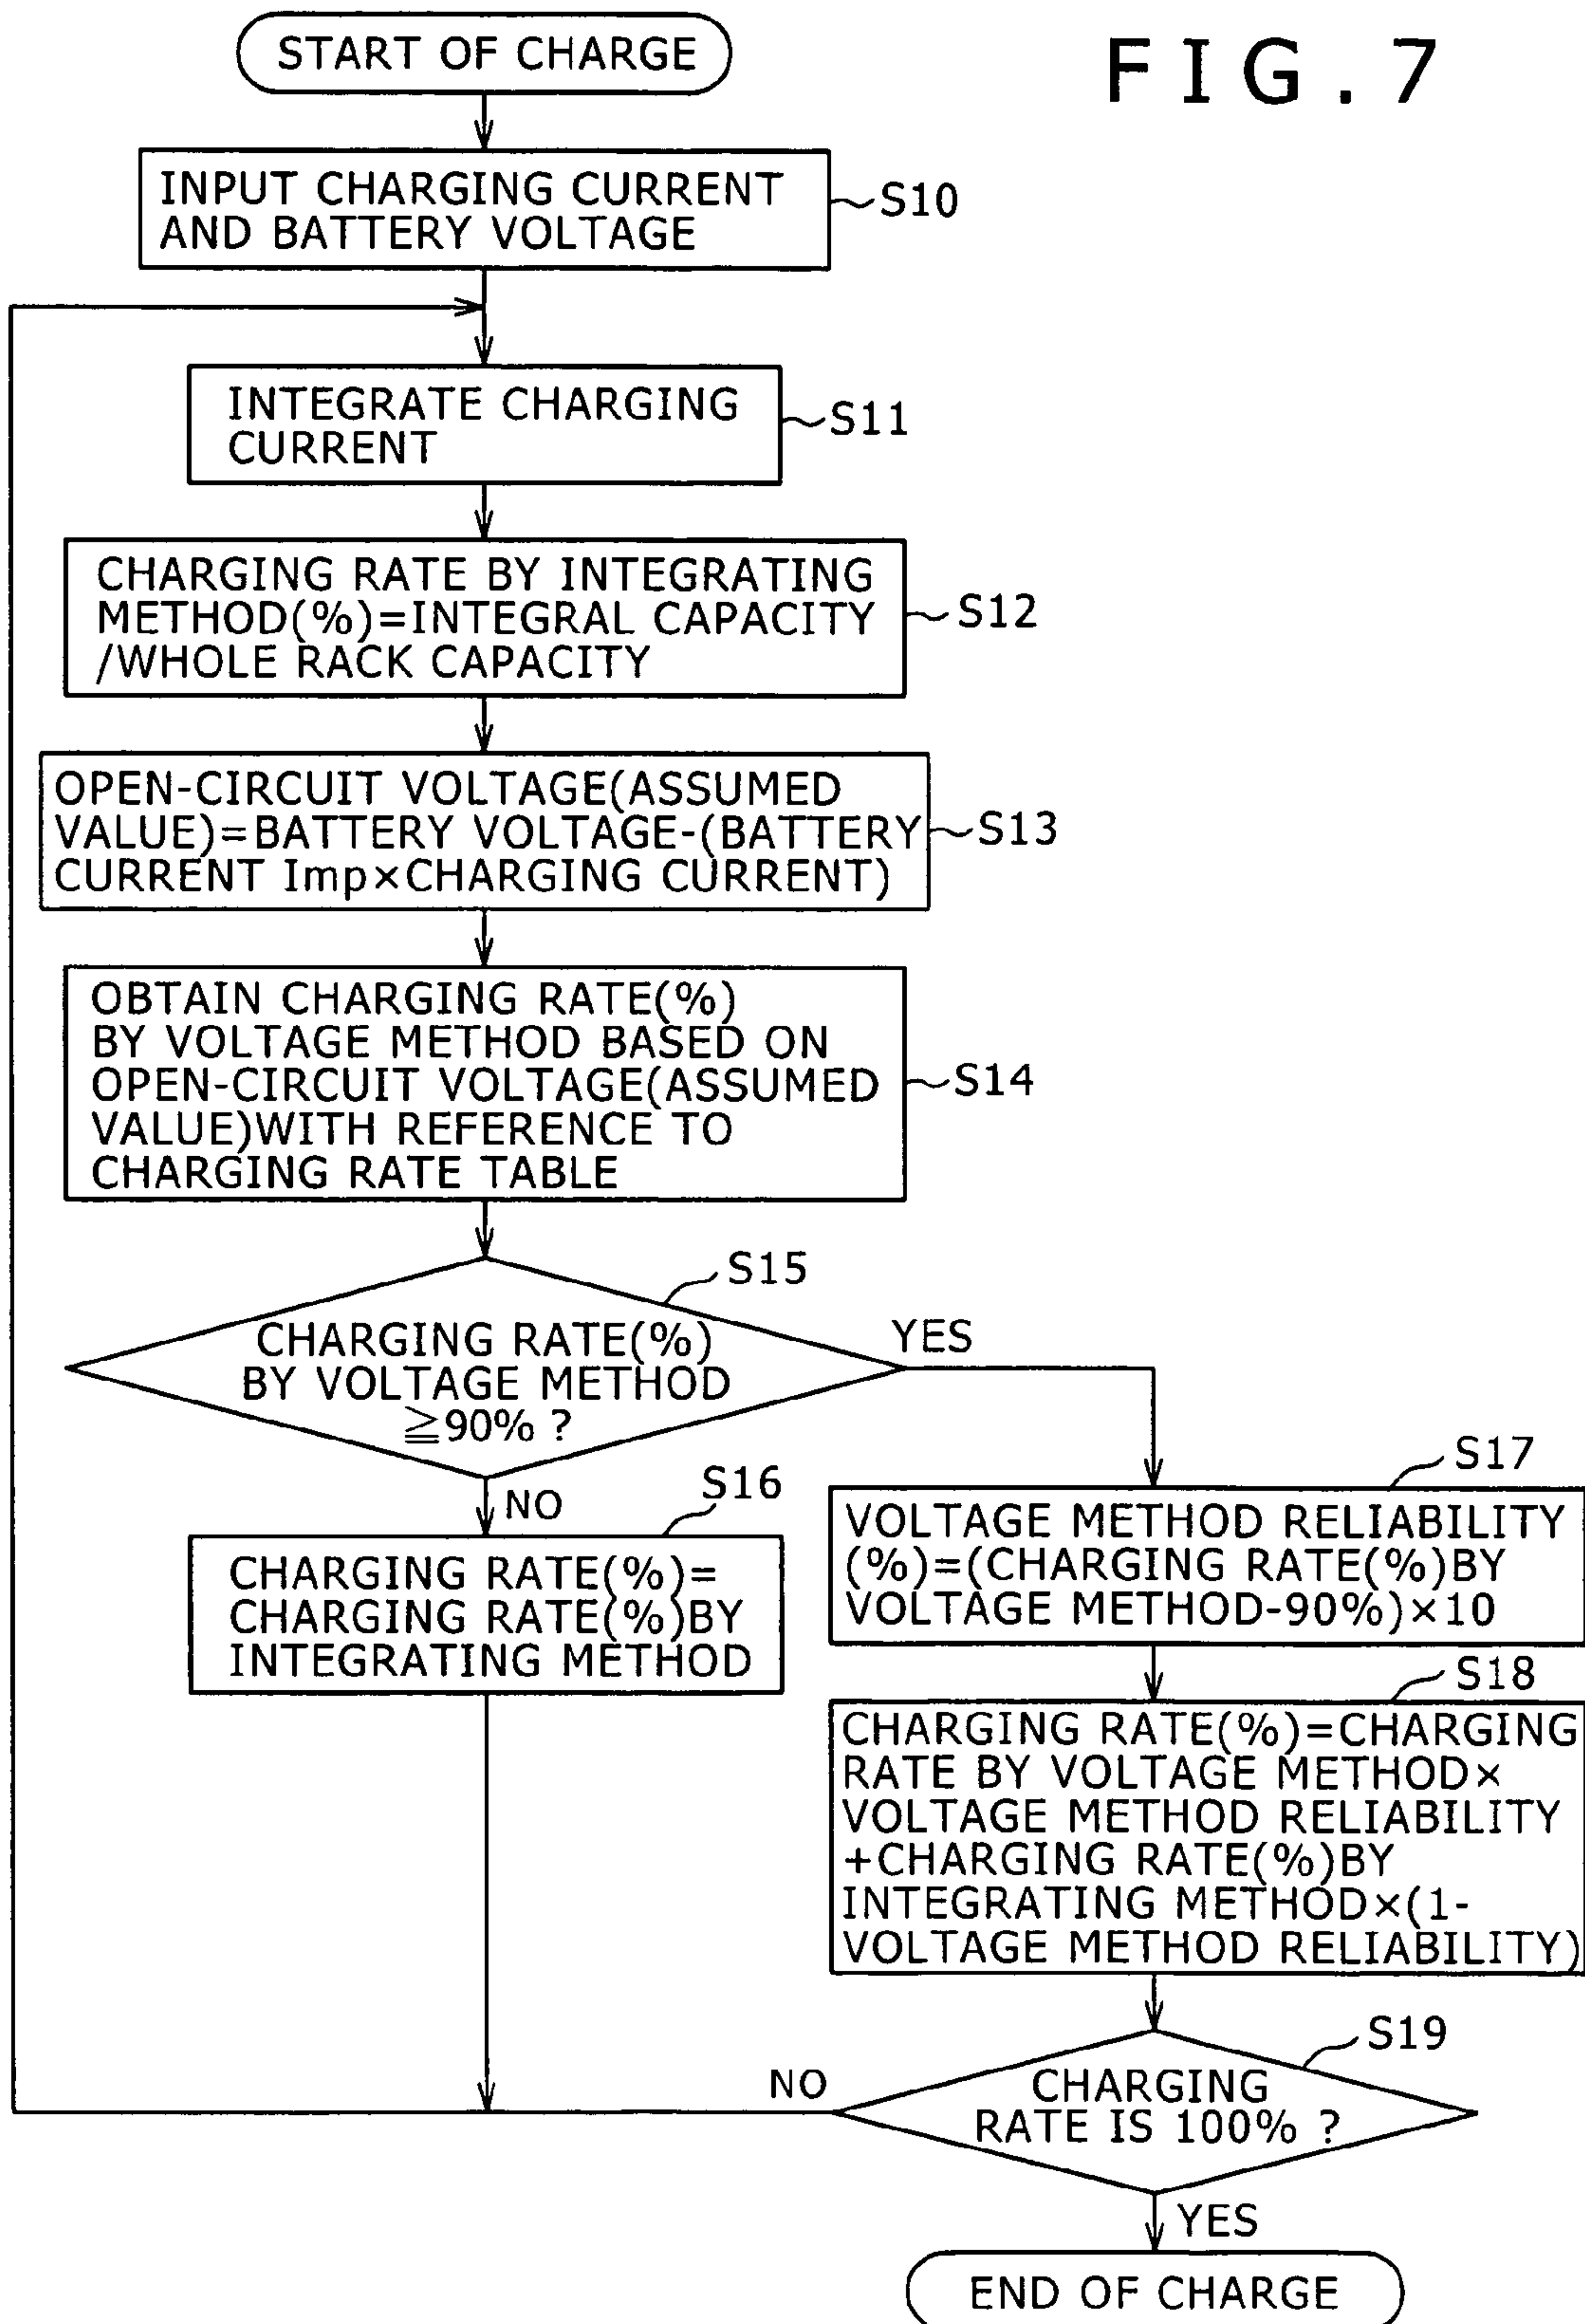 FIG.7
START OF CHARGE
INPUT CHARGING CURRENT
AND BATTERY VOLTAGE
S10
INTEGRATE CHARGING
CURRENT
S11
CHARGING RATE BY INTEGRATING
METHOD(%)=INTEGRAL CAPACITY
/WHOLE RACK CAPACITY
S12
OPEN-CIRCUIT VOLTAGE(ASSUMED
VALUE)=BATTERY VOLTAGE-(BATTERY
CURRENT Imp×CHARGING CURRENT)
S13
OBTAIN CHARGING RATE(%)
BY VOLTAGE METHOD BASED ON
OPEN-CIRCUIT VOLTAGE(ASSUMED
VALUE)WITH REFERENCE TO
CHARGING RATE TABLE
S14
S15
CHARGING RATE(%)
BY VOLTAGE METHOD
≧90% ?
YES
NO
S16
CHARGING RATE(%)=
CHARGING RATE(%)BY
INTEGRATING METHOD
S17
VOLTAGE METHOD RELIABILITY
(%)=(CHARGING RATE(%)BY
VOLTAGE METHOD-90%)×10
S18
CHARGING RATE(%)=CHARGING
RATE BY VOLTAGE METHOD×
VOLTAGE METHOD RELIABILITY
+CHARGING RATE(%)BY
INTEGRATING METHOD×(1-
VOLTAGE METHOD RELIABILITY)
S19
CHARGING
RATE IS 100% ?
NO
YES
END OF CHARGE